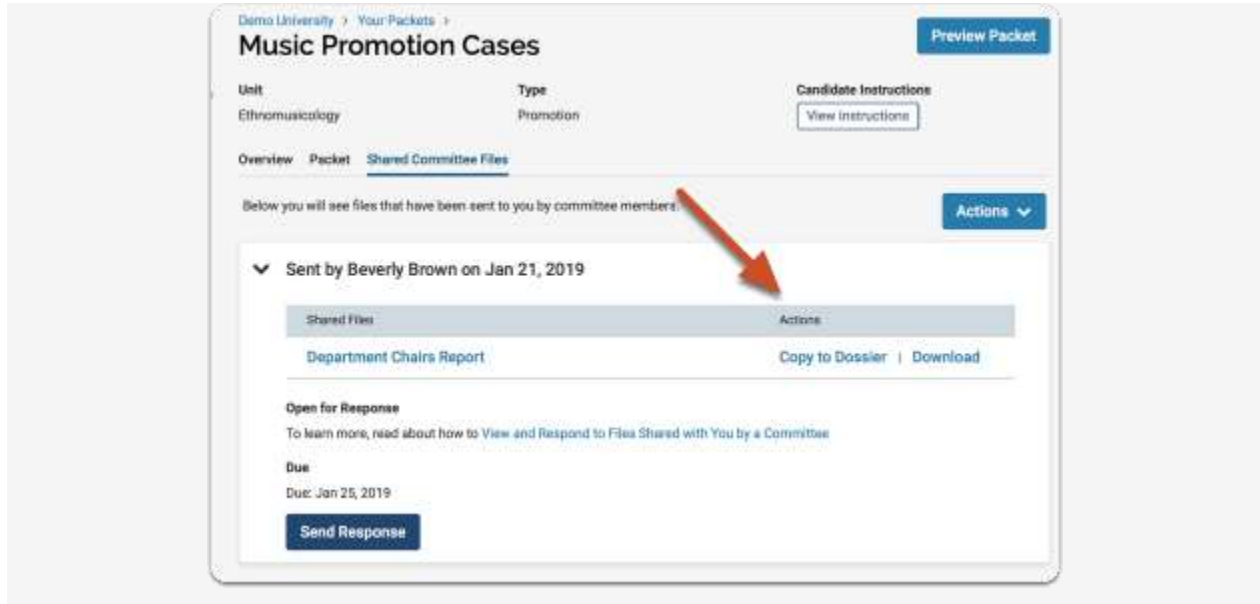 Demo University > Your Packets >
Music Promotion Cases
Preview Packet
Unit Type Candidate Instructions
Ethnomusicology Promotion View Instructions
Overview Packet Shared Committee Files
Below you will see files that have been sent to you by committee members.
Actions
Sent by Beverly Brown on Jan 21, 2019
Shared Files Actions
Department Chairs Report Copy to Dossier | Download
Open for Response
To learn more, read about how to View and Respond to Files Shared with You by a Committee
Due
Due: Jan 25, 2019
Send Response